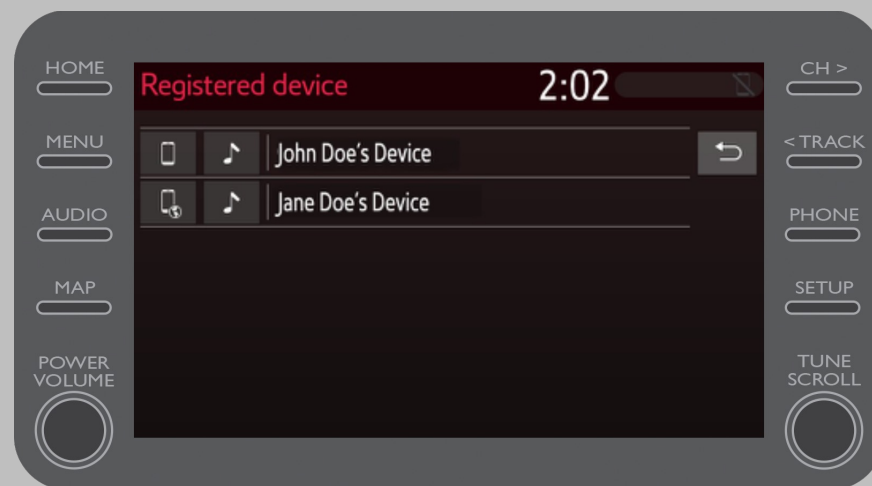 HOME
MENU
AUDIO
MAP
POWER
VOLUME
Registered device 2:02
John Doe's Device
Jane Doe's Device
CH >
< TRACK
PHONE
SETUP
TUNE
SCROLL